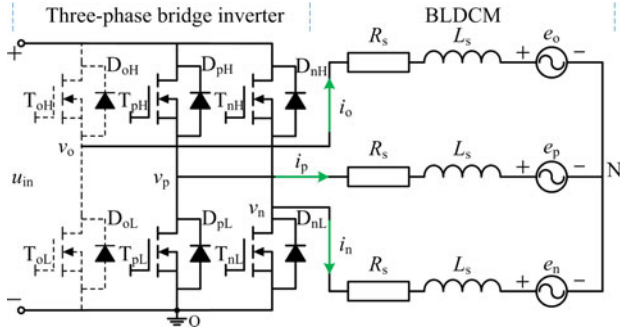 Three-phase bridge inverter
BLDCM
+
ToH
DoH
TpH
DpH
TnH
DnH
Rs
Ls
+
eo
−
vo
io
uin
vp
ip
Rs
Ls
+
ep
−
N
vn
ToL
DoL
TpL
DpL
TnL
DnL
in
Rs
Ls
+
en
−
−
O